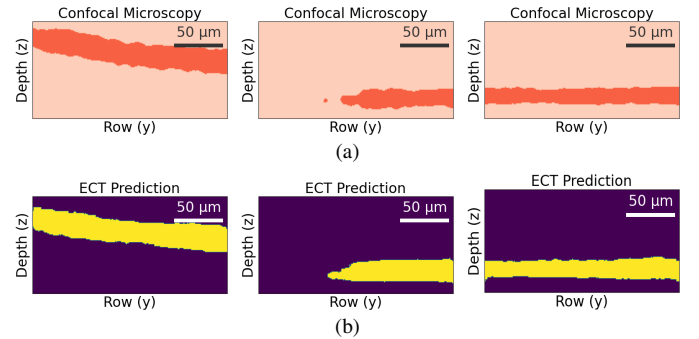 Confocal Microscopy Confocal Microscopy Confocal Microscopy
50 μm 50 μm 50 μm
Depth (z) Depth (z) Depth (z)
Row (y) Row (y) Row (y)
(a)
ECT Prediction ECT Prediction ECT Prediction
50 μm 50 μm 50 μm
Depth (z) Depth (z) Depth (z)
Row (y) Row (y) Row (y)
(b)